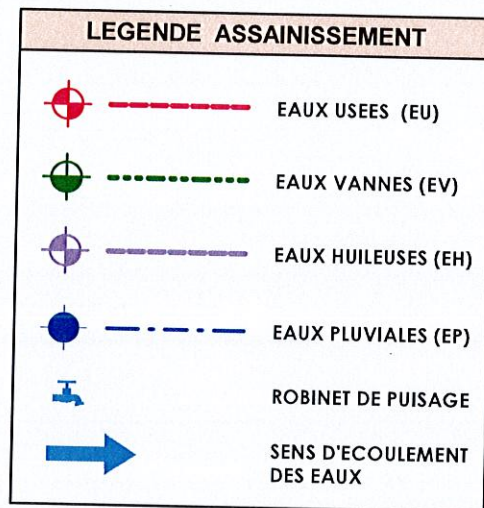 LEGENDE ASSAINISSEMENT
EAUX USEES (EU)
EAUX VANNES (EV)
EAUX HUILEUSES (EH)
EAUX PLUVIALES (EP)
ROBINET DE PUISAGE
SENS D'ECOULEMENT
DES EAUX